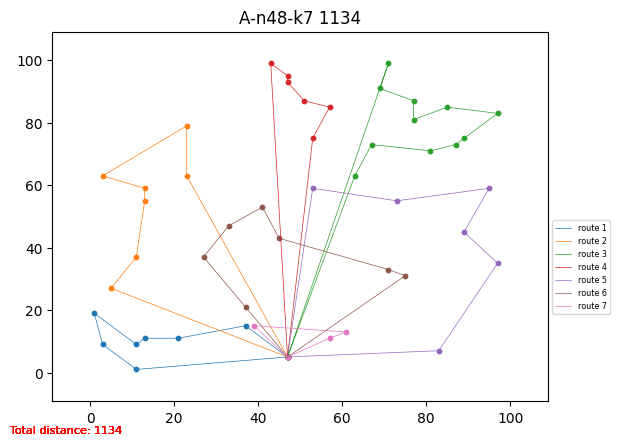 A-n48-k7 1134
100
80
60
40
20
0
0 20 40 60 80 100
route 1
route 2
route 3
route 4
route 5
route 6
route 7
Total distance: 1134